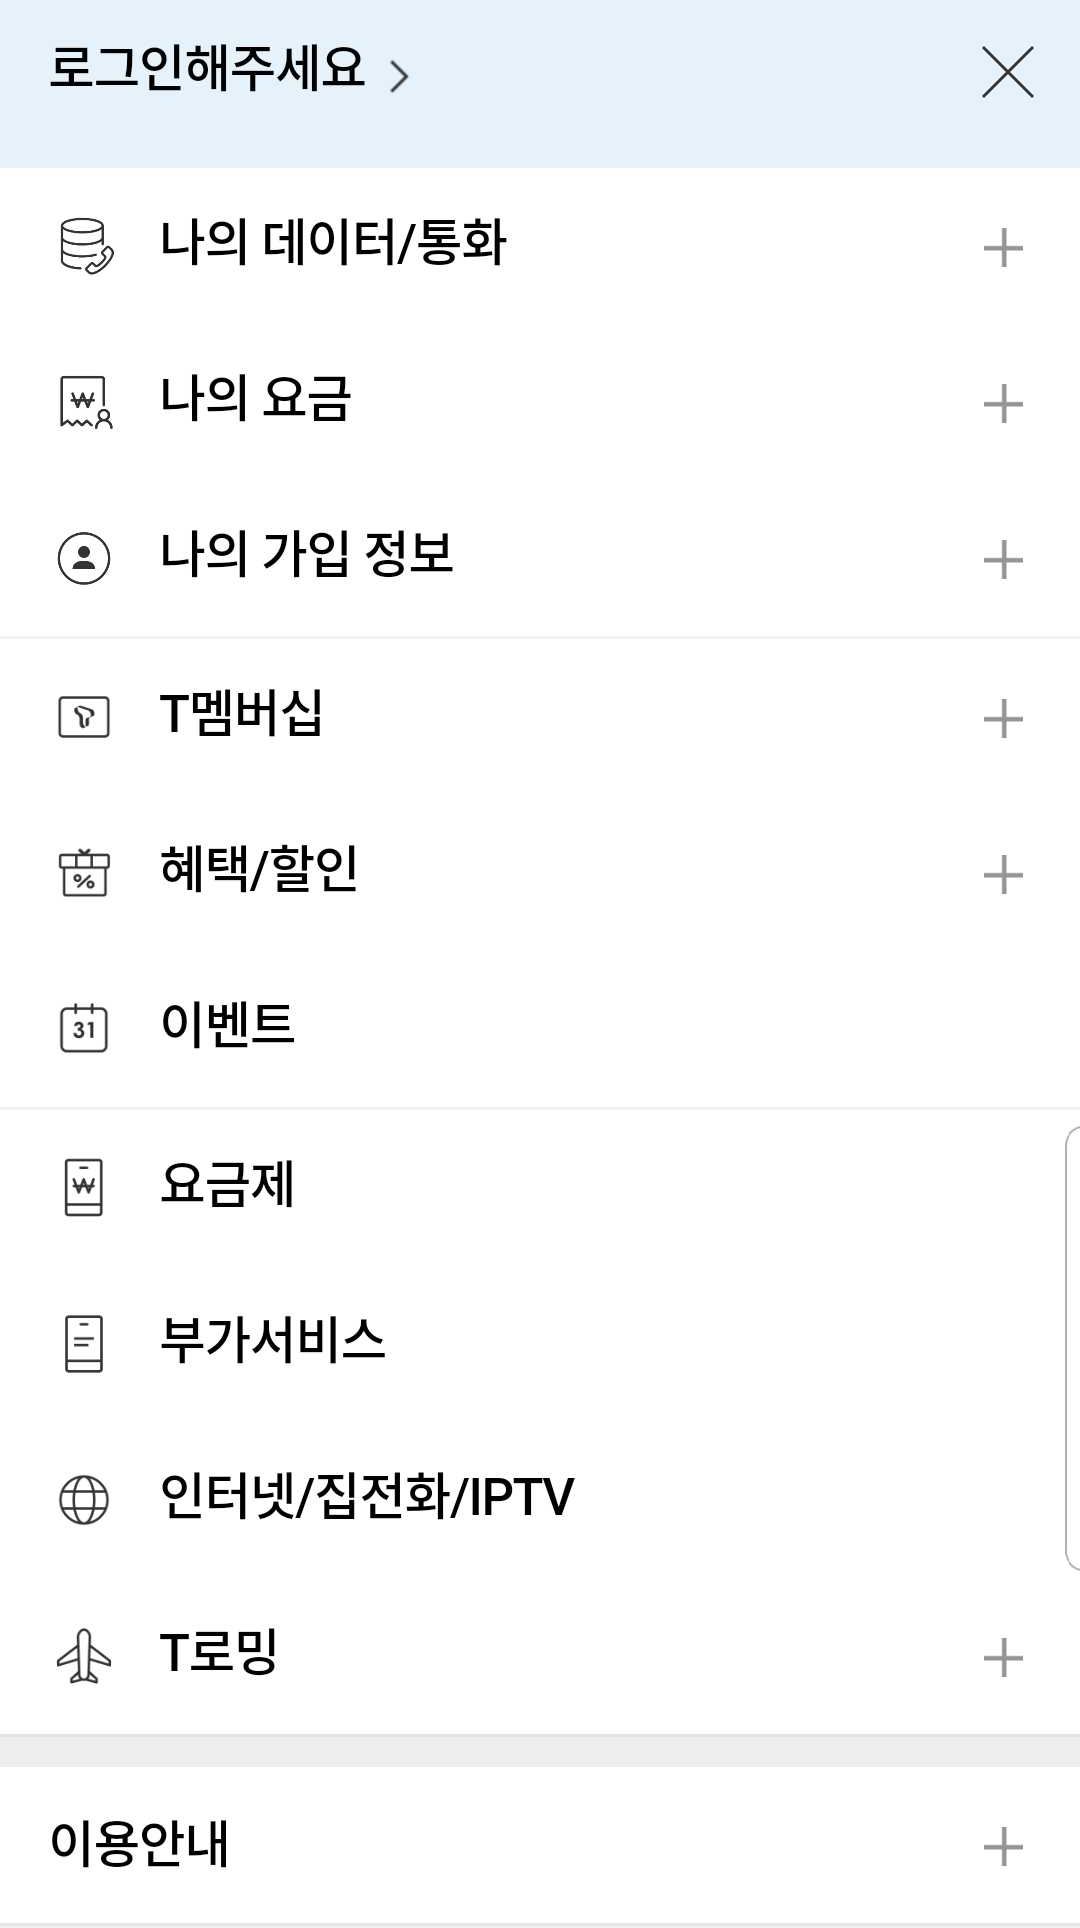 로그인해주세요
나의 데이터/통화
나의 요금
나의 가입 정보
T멤버십
혜택/할인
31
이벤트
요금제
부가서비스
인터넷/집전화/IPTV
T로밍
이용안내